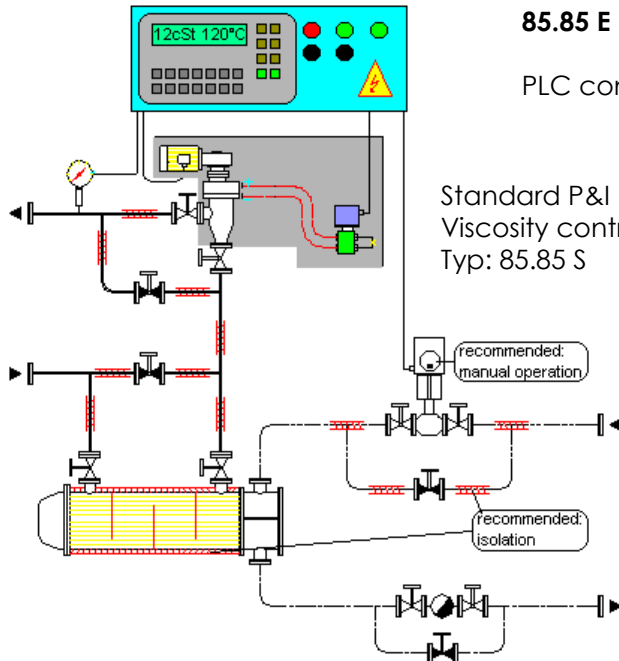 85.85 E
12cSt 120°C
PLC con
Standard P&I
Viscosity contr
Typ: 85.85 S
recommended:
manual operation
recommended:
isolation